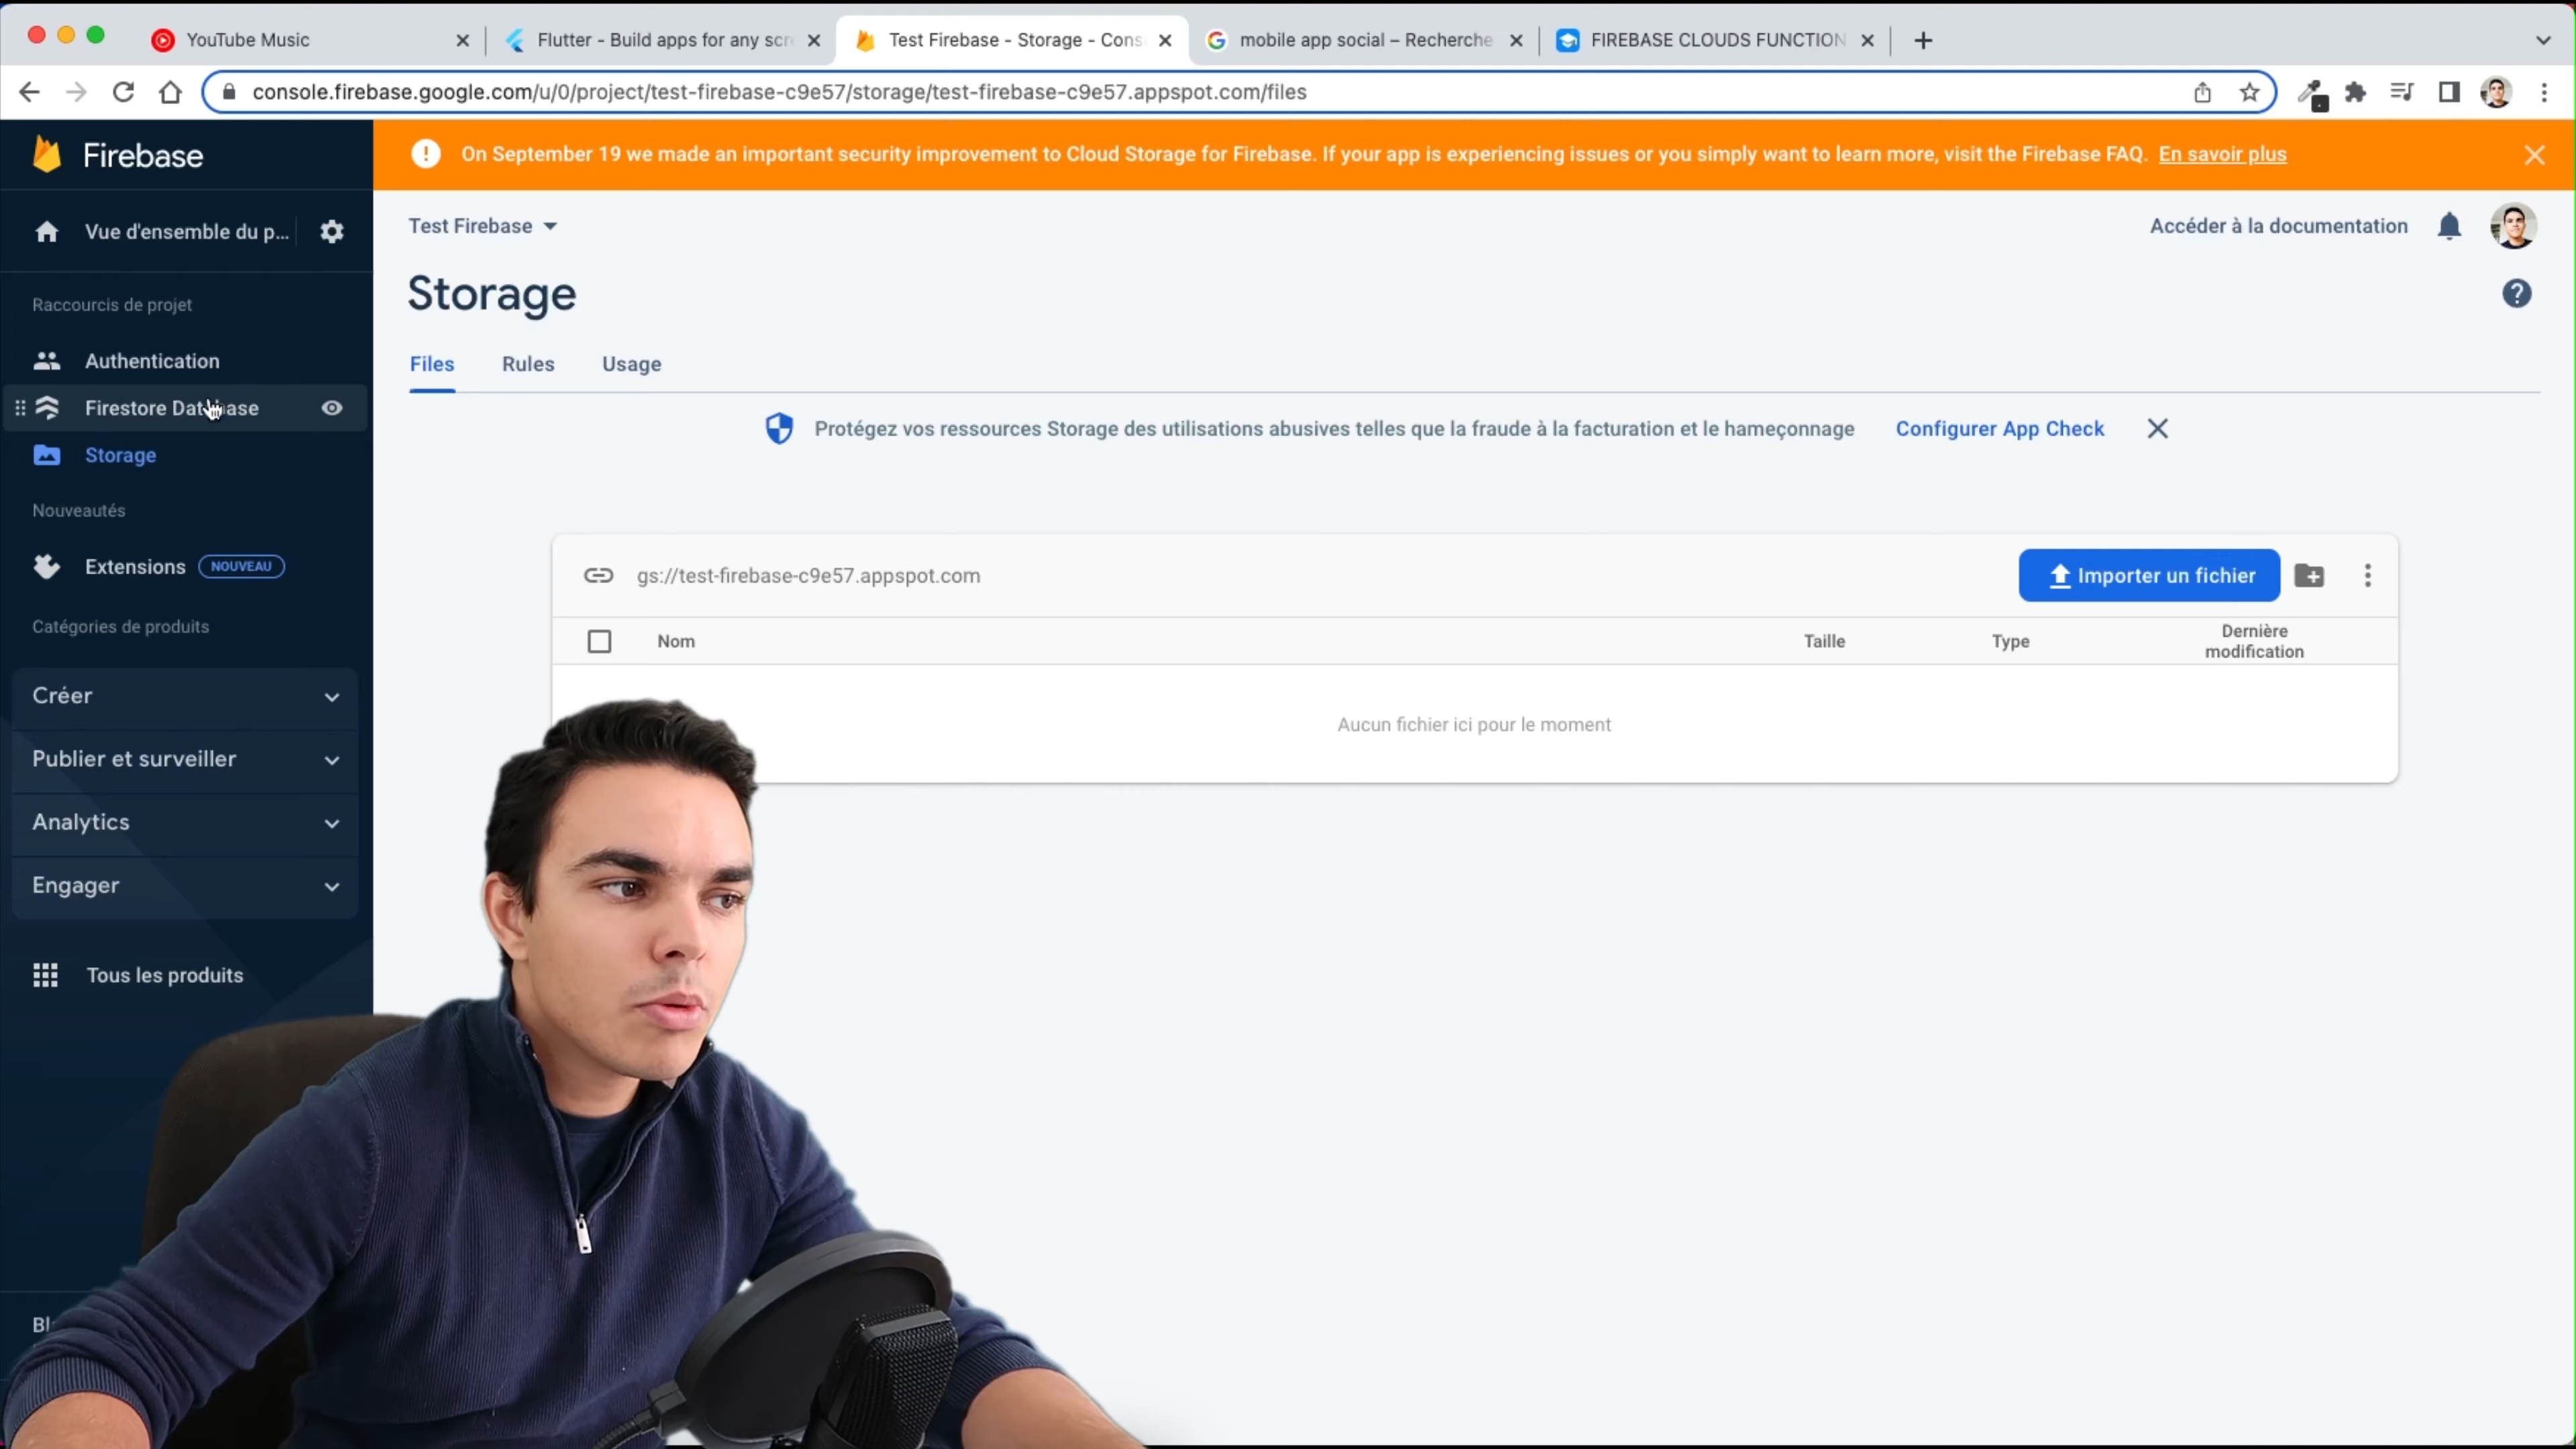 YouTube Music
Flutter - Build apps for any scr
Test Firebase - Storage - Cons
mobile app social – Recherche
FIREBASE CLOUDS FUNCTION
console.firebase.google.com/u/0/project/test-firebase-c9e57/storage/test-firebase-c9e57.appspot.com/files
Firebase
On September 19 we made an important security improvement to Cloud Storage for Firebase. If your app is experiencing issues or you simply want to learn more, visit the Firebase FAQ. En savoir plus
Vue d'ensemble du p...
Test Firebase
Accéder à la documentation
Storage
Raccourcis de projet
Authentication
Files Rules Usage
Firestore Database
Protégez vos ressources Storage des utilisations abusives telles que la fraude à la facturation et le hameçonnage
Configurer App Check
Storage
Nouveautés
Extensions NOUVEAU
gs://test-firebase-c9e57.appspot.com
Importer un fichier
Catégories de produits
Nom
Taille
Type
Dernière
modification
Créer
Aucun fichier ici pour le moment
Publier et surveiller
Analytics
Engager
Tous les produits